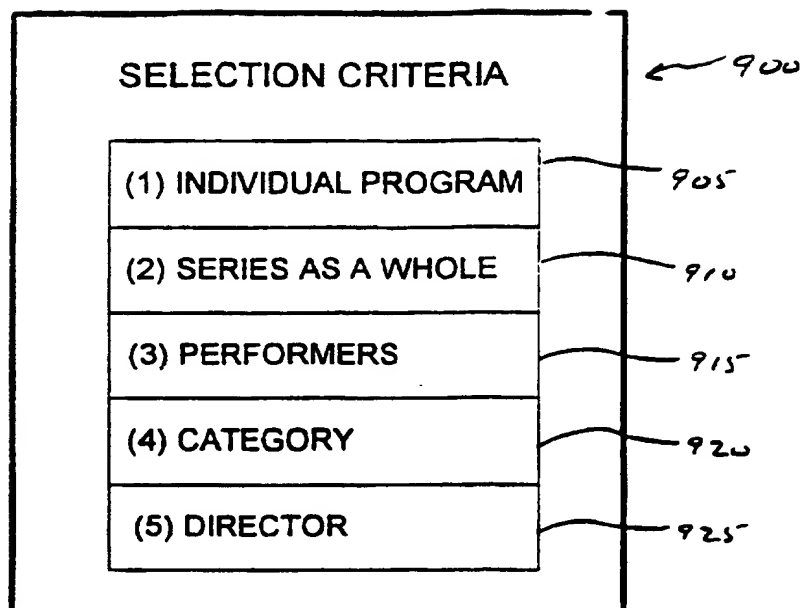 SELECTION CRITERIA
900
(1) INDIVIDUAL PROGRAM
905
(2) SERIES AS A WHOLE
910
(3) PERFORMERS
915
(4) CATEGORY
920
(5) DIRECTOR
925